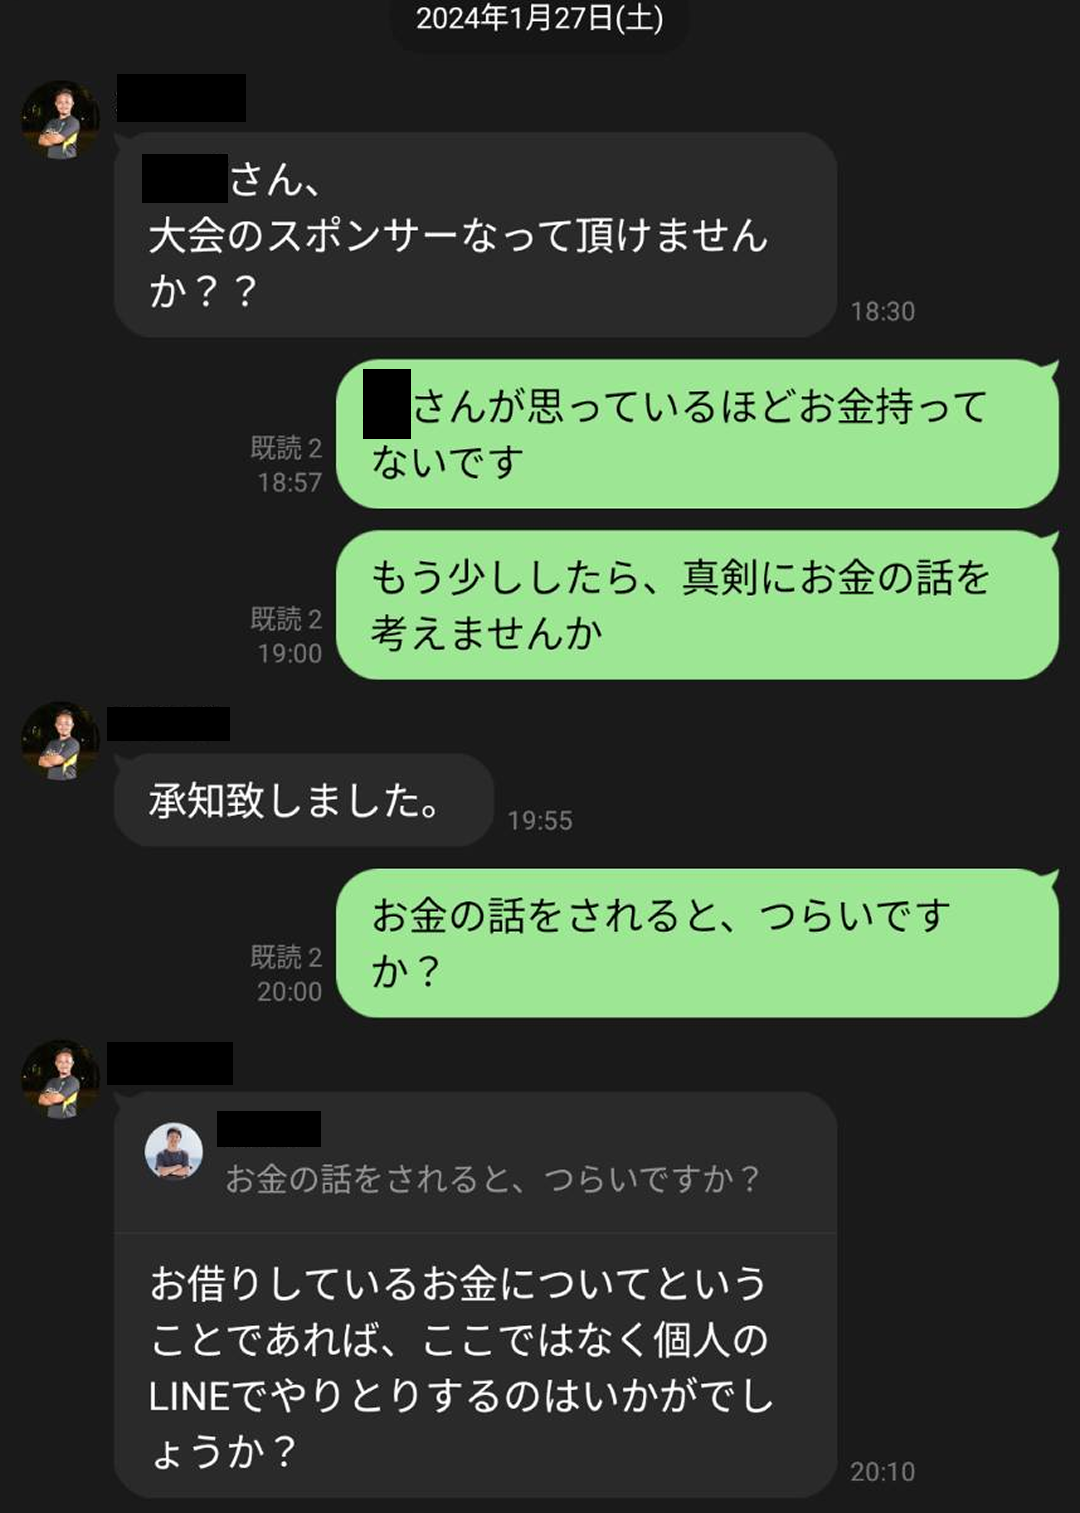 2024年1月27日(土)
さん、
大会のスポンサーなって頂けません
か？？
18:30
さんが思っているほどお金持って
ないです
既読 2
18:57
もう少ししたら、真剣にお金の話を
考えませんか
既読 2
19:00
承知致しました。
19:55
お金の話をされると、つらいです
か？
既読 2
20:00
お金の話をされると、つらいですか？
お借りしているお金についてという
ことであれば、ここではなく個人の
LINEでやりとりするのはいかがでし
ょうか？
20:10